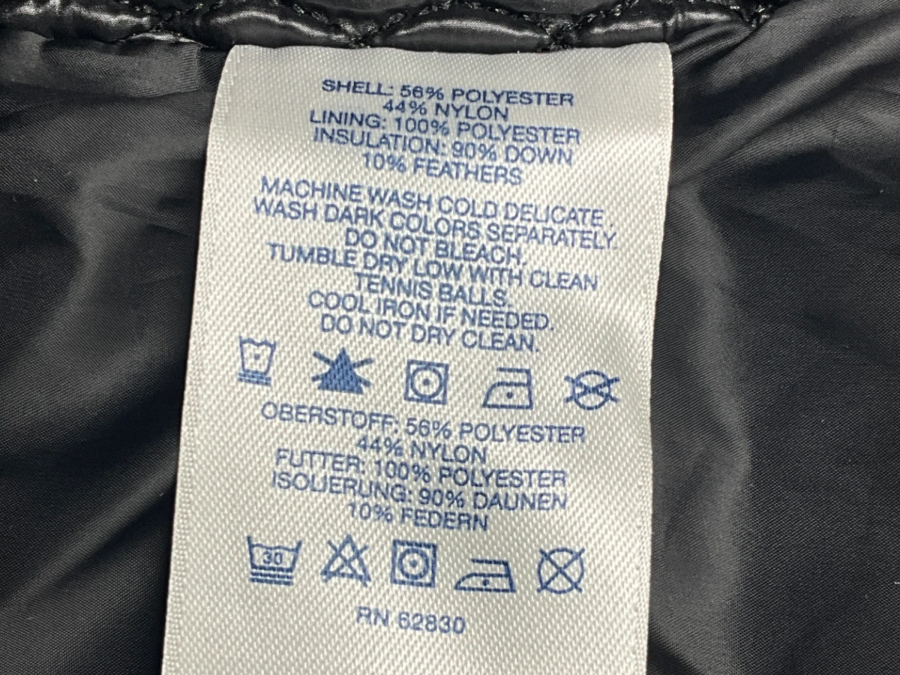 SHELL: 56% POLYESTER
44% NYLON
LINING: 100% POLYESTER
INSULATION: 90% DOWN
10% FEATHERS
MACHINE WASH COLD DELICATE.
WASH DARK COLORS SEPARATELY.
DO NOT BLEACH.
TUMBLE DRY LOW WITH CLEAN
TENNIS BALLS.
COOL IRON IF NEEDED.
DO NOT DRY CLEAN.
OBERSTOFF: 56% POLYESTER
44% NYLON
FUTTER: 100% POLYESTER
ISOLIERUNG: 90% DAUNEN
10% FEDERN
30
RN 62830